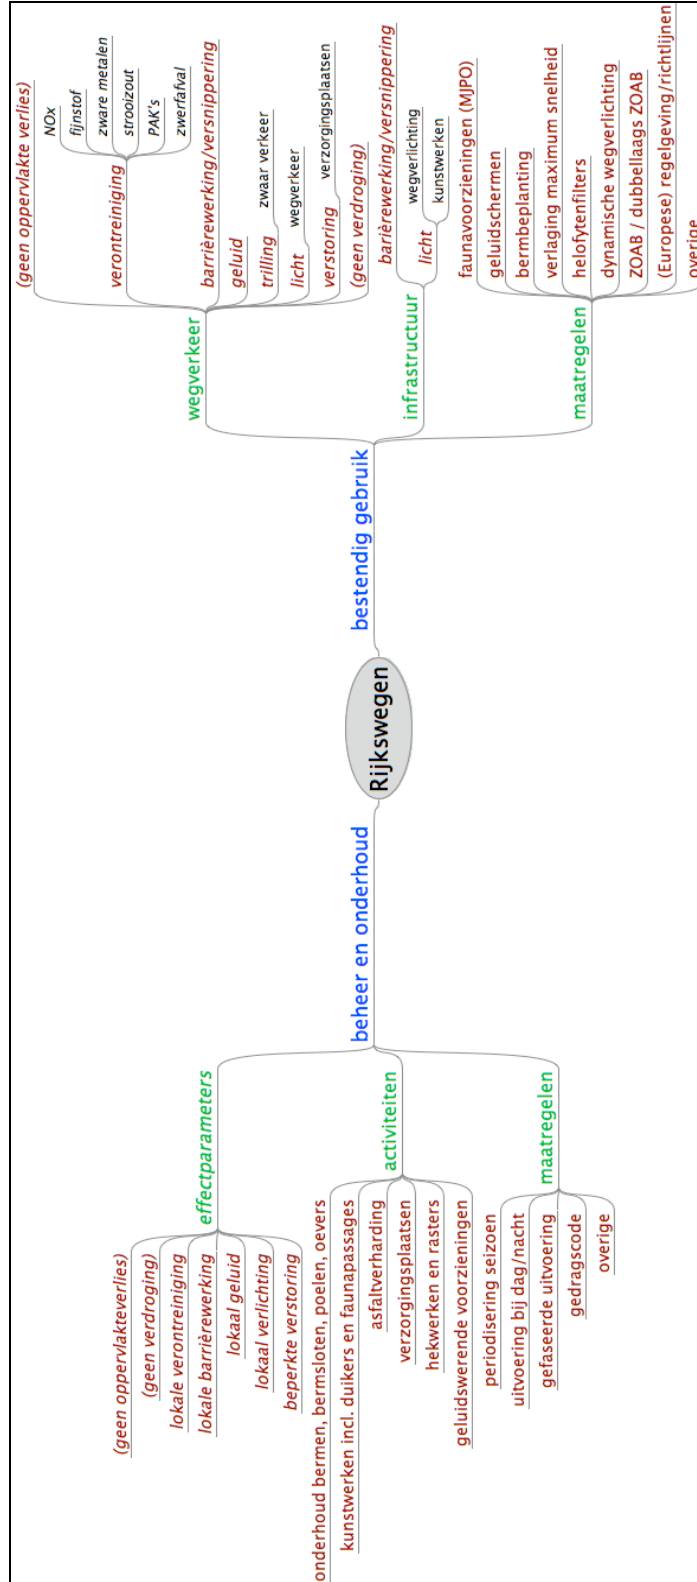 Rijkswegen
beheer en onderhoud
effectparameters
(geen oppervlakteverlies)
(geen verdroging)
lokale verontreiniging
lokale barrièrewerking
lokaal geluid
lokaal verlichting
beperkte verstoring
activiteiten
onderhoud bermen, bermsloten, poelen, oevers
kunstwerken incl. duikers en faunapassages
asfaltverharding
verzorgingsplaatsen
hekwerken en rasters
geluidswerende voorzieningen
maatregelen
periodisering seizoen
uitvoering bij dag/nacht
gefaseerde uitvoering
gedragscode
overige
bestendig gebruik
wegverkeer
(geen oppervlakte verlies)
verontreiniging
NOx
fijnstof
zware metalen
strooizout
PAK's
zwerfafval
barrièrewerking/versnippering
geluid
trilling
zwaar verkeer
licht
wegverkeer
verstoring
verzorgingsplaatsen
(geen verdroging)
infrastructuur
barièrewerking/versnippering
licht
wegverlichting
kunstwerken
maatregelen
faunavoorzieningen (MJPO)
geluidschermen
bermbeplanting
verlaging maximum snelheid
helofytenfilters
dynamische wegverlichting
ZOAB / dubbellaags ZOAB
(Europese) regelgeving/richtlijnen
overige